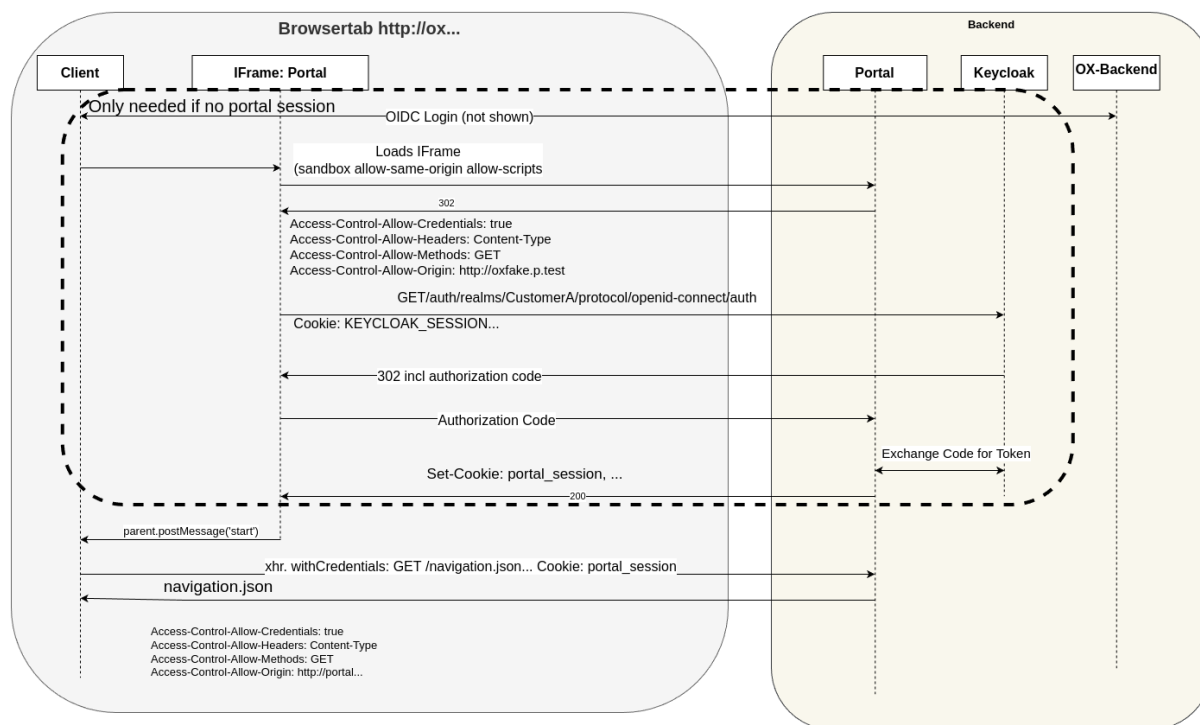 Browsertab http://ox...
Backend
Client
IFrame: Portal
Portal
Keycloak
OX-Backend
Only needed if no portal session
OIDC Login (not shown)
Loads IFrame
(sandbox allow-same-origin allow-scripts
302
Access-Control-Allow-Credentials: true
Access-Control-Allow-Headers: Content-Type
Access-Control-Allow-Methods: GET
Access-Control-Allow-Origin: http://oxfake.p.test
GET/auth/realms/CustomerA/protocol/openid-connect/auth
Cookie: KEYCLOAK_SESSION...
302 incl authorization code
Authorization Code
Exchange Code for Token
Set-Cookie: portal_session, ...
200
parent.postMessage('start')
xhr. withCredentials: GET /navigation.json... Cookie: portal_session
navigation.json
Access-Control-Allow-Credentials: true
Access-Control-Allow-Headers: Content-Type
Access-Control-Allow-Methods: GET
Access-Control-Allow-Origin: http://portal...